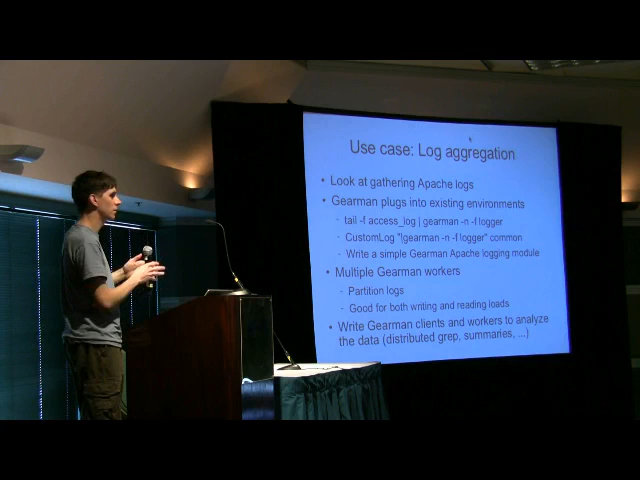 Use case: Log aggregation
• Look at gathering Apache logs
• Gearman plugs into existing environments
- tail -f access_log | gearman -n -f logger
- CustomLog "|gearman -n -f logger" common
- Write a simple Gearman Apache logging module
• Multiple Gearman workers
- Partition logs
- Good for both writing and reading loads
• Write Gearman clients and workers to analyze
the data (distributed grep, summaries, ...)